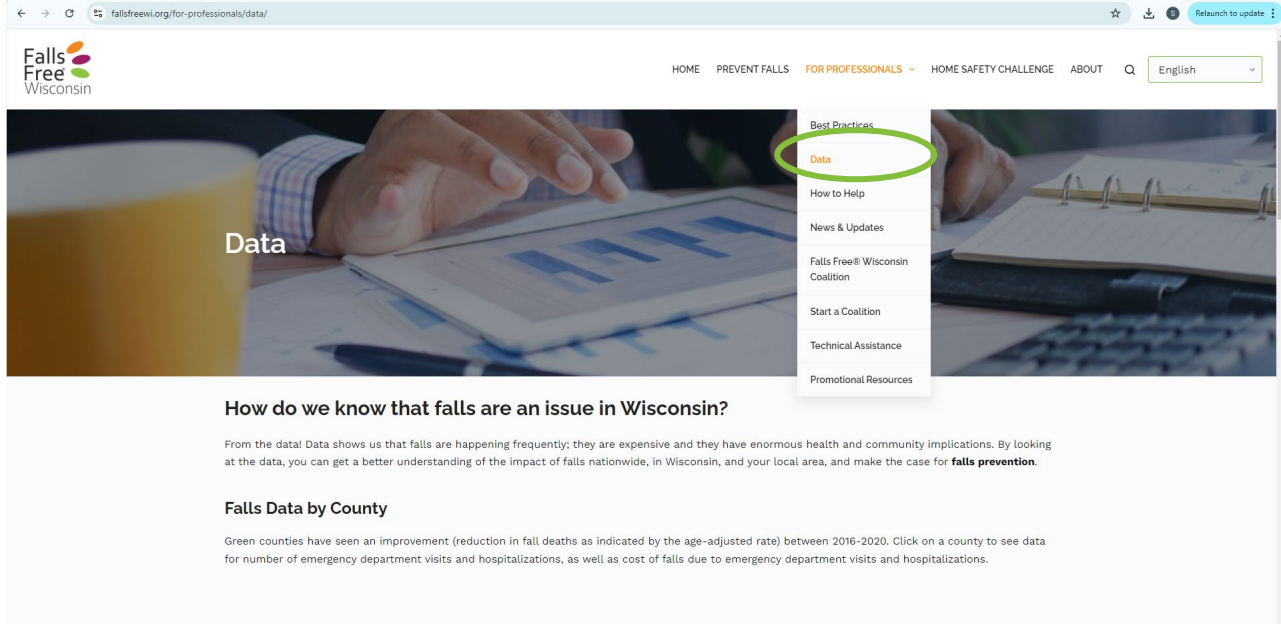 fallsfreewi.org/for-professionals/data/
S
Relaunch to update
Falls
Free®
Wisconsin
HOME PREVENT FALLS FOR PROFESSIONALS HOME SAFETY CHALLENGE ABOUT English
Best Practices
Data
How to Help
News & Updates
Falls Free® Wisconsin
Coalition
Start a Coalition
Technical Assistance
Promotional Resources
Data
How do we know that falls are an issue in Wisconsin?
From the data! Data shows us that falls are happening frequently; they are expensive and they have enormous health and community implications. By looking
at the data, you can get a better understanding of the impact of falls nationwide, in Wisconsin, and your local area, and make the case for falls prevention.
Falls Data by County
Green counties have seen an improvement (reduction in fall deaths as indicated by the age-adjusted rate) between 2016-2020. Click on a county to see data
for number of emergency department visits and hospitalizations, as well as cost of falls due to emergency department visits and hospitalizations.